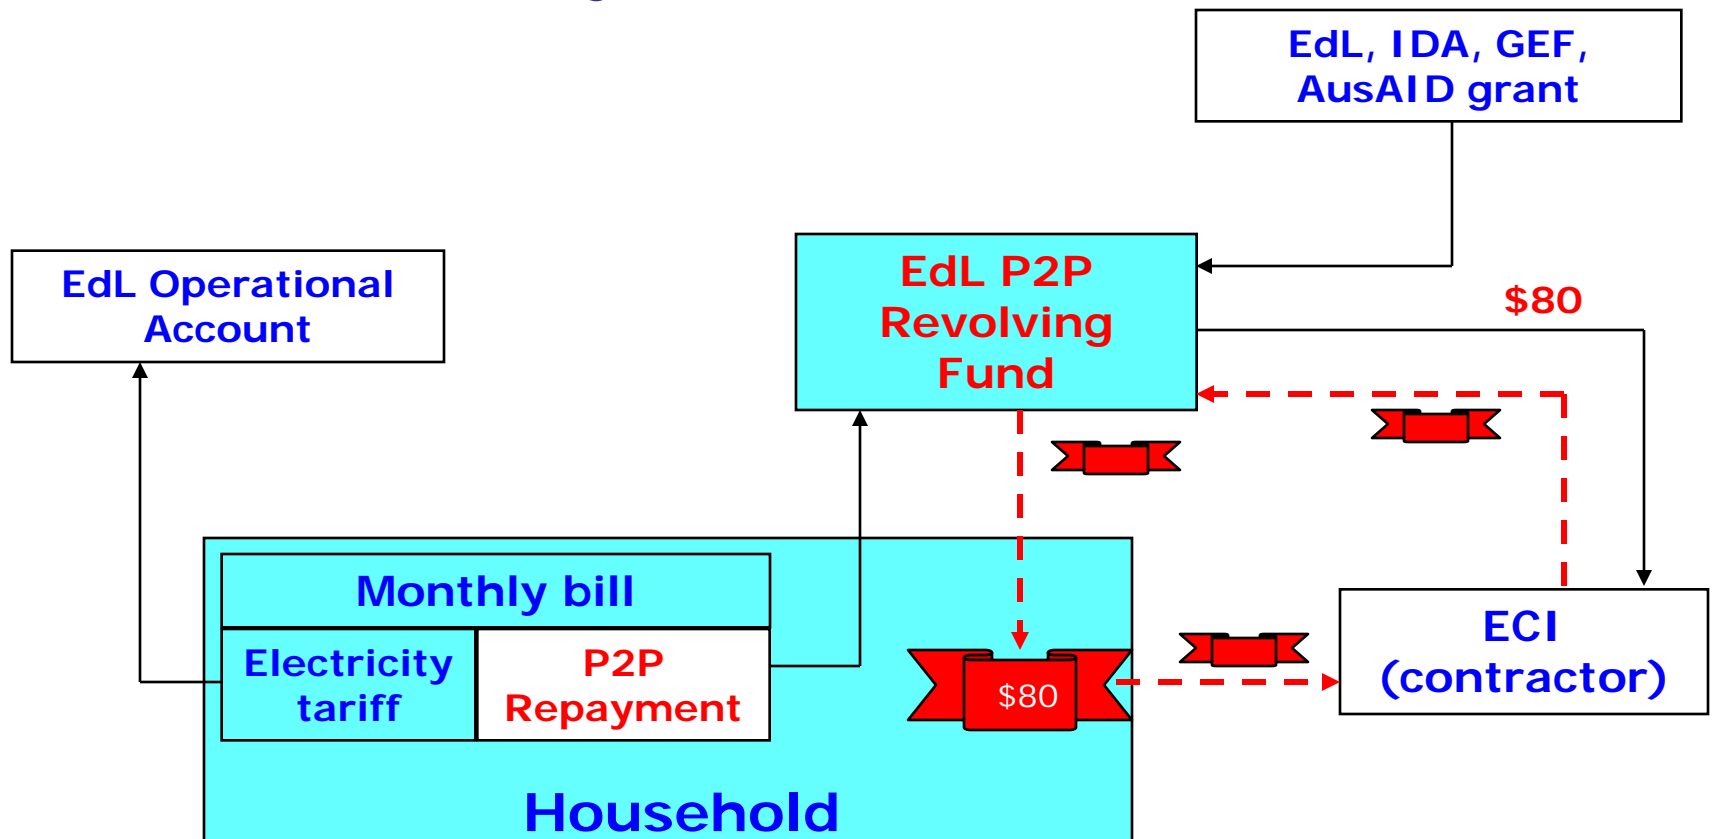 EdL, IDA, GEF,
AusAID grant
EdL P2P
Revolving
Fund
$80
EdL Operational
Account
Monthly bill
Electricity
tariff
P2P
Repayment
$80
ECI
(contractor)
Household